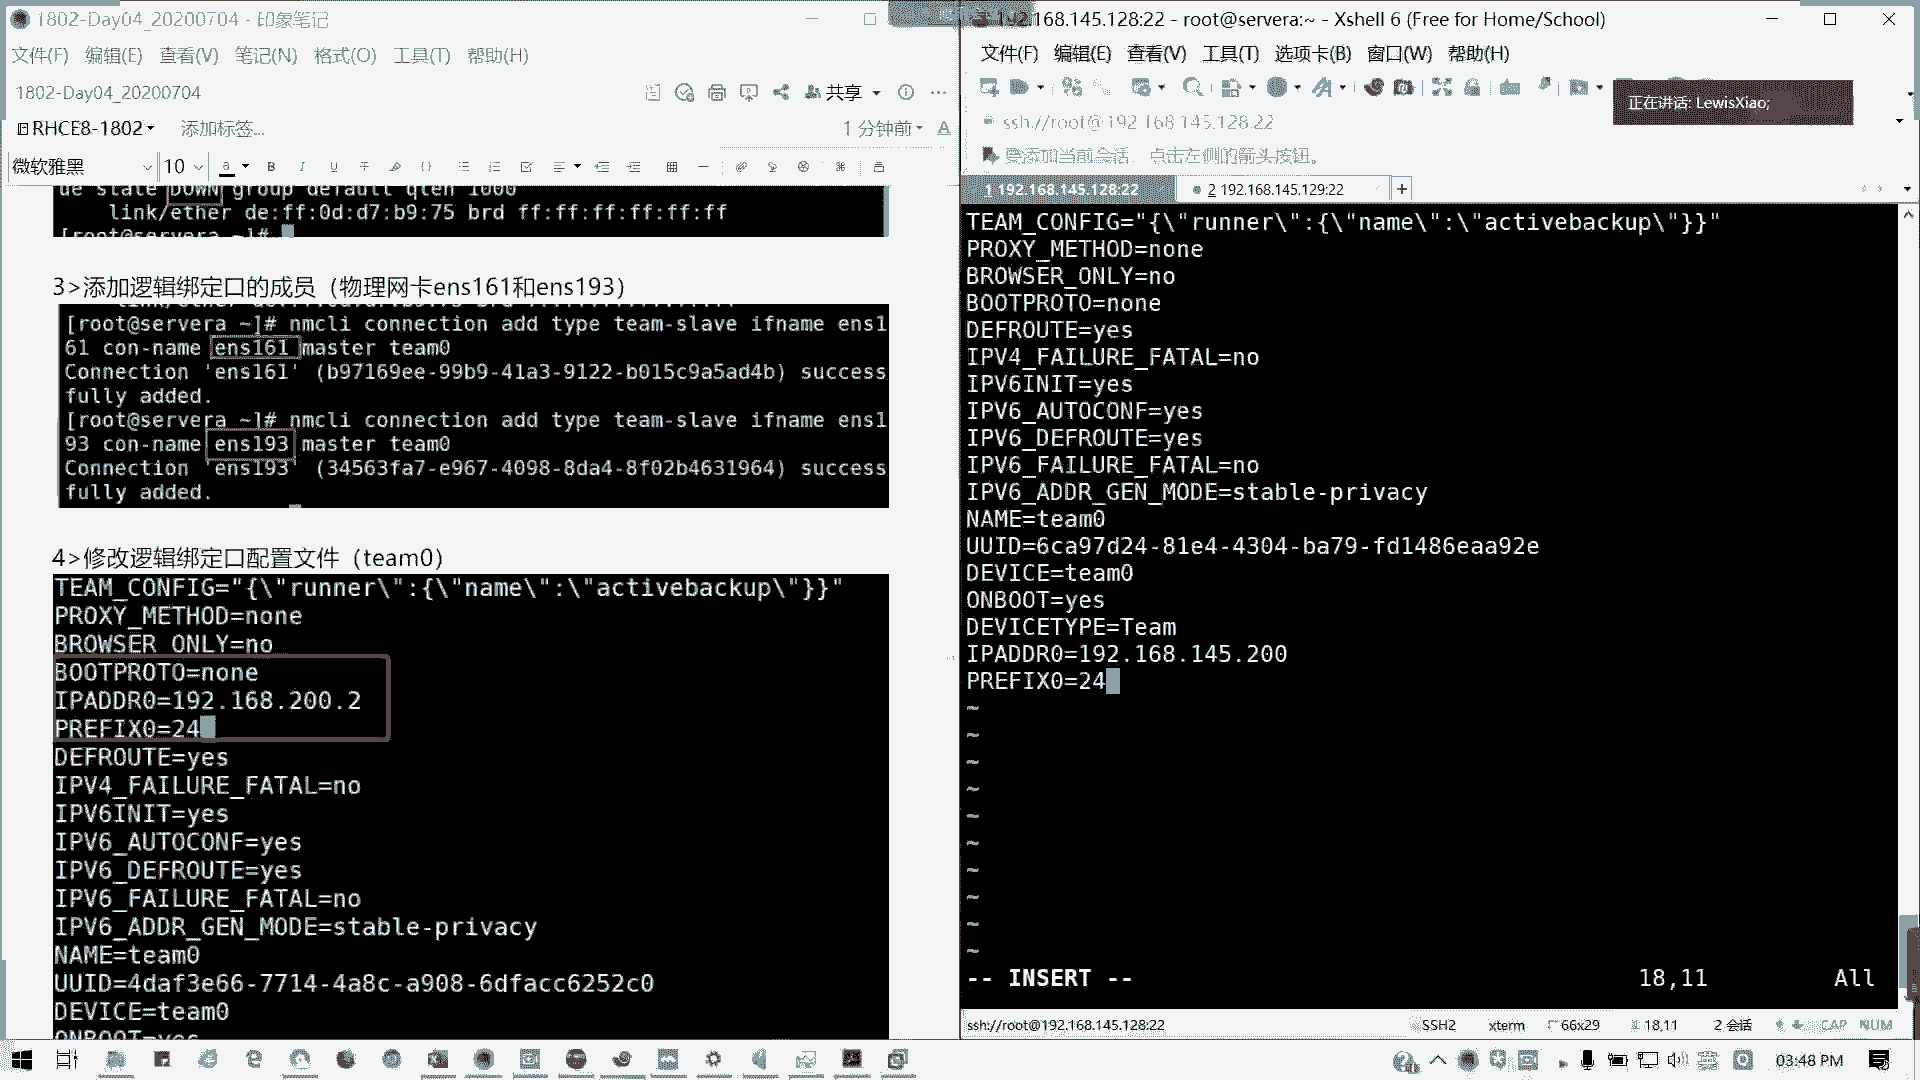 1802-Day04_20200704 - 印象笔记
文件(F) 编辑(E) 查看(V) 笔记(N) 格式(O) 工具(T) 帮助(H)
1802-Day04_20200704
共享
RHCE8-1802 添加标签...
1 分钟前
微软雅黑 10
ue state DOWN group default qlen 1000
link/ether de:ff:0d:d7:b9:75 brd ff:ff:ff:ff:ff:ff
[root@servera ~]#
3>添加逻辑绑定口的成员（物理网卡ens161和ens193）
[root@servera ~]# nmcli connection add type team-slave ifname ens1
61 con-name ens161 master team0
Connection 'ens161' (b97169ee-99b9-41a3-9122-b015c9a5ad4b) success
fully added.
[root@servera ~]# nmcli connection add type team-slave ifname ens1
93 con-name ens193 master team0
Connection 'ens193' (34563fa7-e967-4098-8da4-8f02b4631964) success
fully added.
4>修改逻辑绑定口配置文件（team0）
TEAM_CONFIG="{\"runner\":{\"name\":\"activebackup\"}}"
PROXY_METHOD=none
BROWSER_ONLY=no
BOOTPROTO=none
IPADDR0=192.168.200.2
PREFIX0=24
DEFROUTE=yes
IPV4_FAILURE_FATAL=no
IPV6INIT=yes
IPV6_AUTOCONF=yes
IPV6_DEFROUTE=yes
IPV6_FAILURE_FATAL=no
IPV6_ADDR_GEN_MODE=stable-privacy
NAME=team0
UUID=4daf3e66-7714-4a8c-a908-6dfacc6252c0
DEVICE=team0
ONBOOT=yes
192.168.145.128:22 - root@servera:~ - Xshell 6 (Free for Home/School)
文件(F) 编辑(E) 查看(V) 工具(T) 选项卡(B) 窗口(W) 帮助(H)
正在讲话: LewisXiao;
ssh://root@192.168.145.128:22
要添加当前会话，点击左侧的箭头按钮。
1 192.168.145.128:22
2 192.168.145.129:22
TEAM_CONFIG="{\"runner\":{\"name\":\"activebackup\"}}"
PROXY_METHOD=none
BROWSER_ONLY=no
BOOTPROTO=none
DEFROUTE=yes
IPV4_FAILURE_FATAL=no
IPV6INIT=yes
IPV6_AUTOCONF=yes
IPV6_DEFROUTE=yes
IPV6_FAILURE_FATAL=no
IPV6_ADDR_GEN_MODE=stable-privacy
NAME=team0
UUID=6ca97d24-81e4-4304-ba79-fd1486eaa92e
DEVICE=team0
ONBOOT=yes
DEVICETYPE=Team
IPADDR0=192.168.145.200
PREFIX0=24
~
~
~
~
~
~
~
~
~
~
-- INSERT -- 18,11 All
ssh://root@192.168.145.128:22 SSH2 xterm 66x29 18,11 2 会话 CAP NUM
03:48 PM